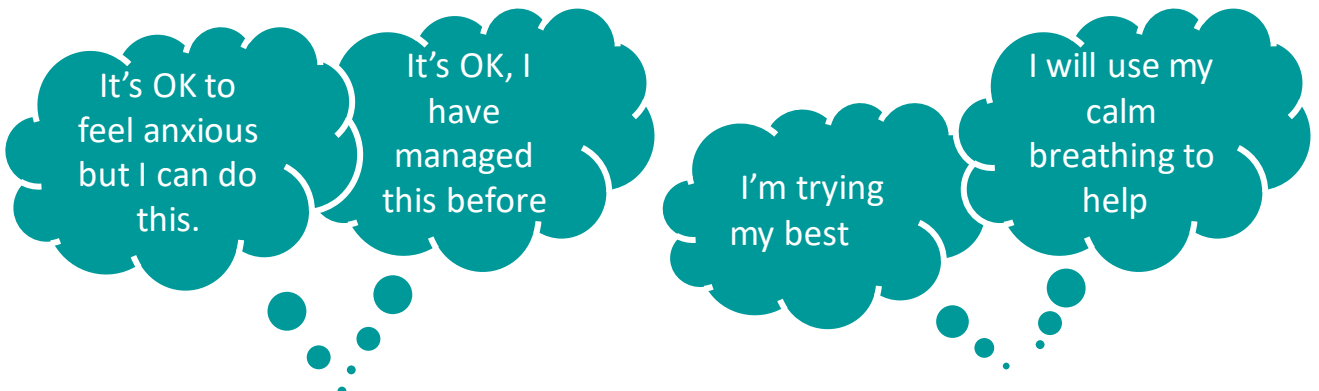 It’s OK to
feel anxious
but I can do
this.
It’s OK, I
have
managed
this before
I’m trying
my best
I will use my
calm
breathing to
help